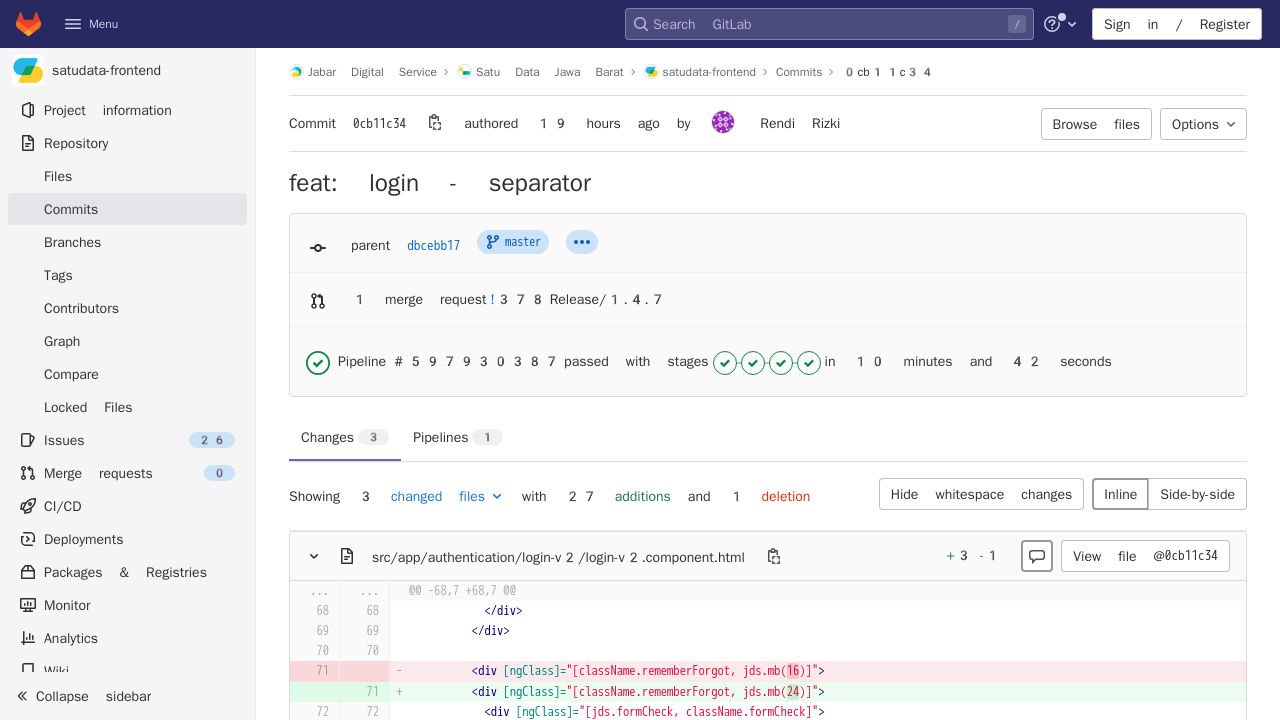 Menu
Search GitLab
/
Sign in / Register
satudata-frontend
Project information
Repository
Files
Commits
Branches
Tags
Contributors
Graph
Compare
Locked Files
Issues 26
Merge requests 0
CI/CD
Deployments
Packages & Registries
Monitor
Analytics
Wiki
Collapse sidebar
Jabar Digital Service › Satu Data Jawa Barat › satudata-frontend › Commits › 0cb11c34
Commit 0cb11c34 authored 19 hours ago by Rendi Rizki
Browse files
Options
feat: login - separator
parent dbcebb17 master
1 merge request !378 Release/1.4.7
Pipeline #597930387 passed with stages in 10 minutes and 42 seconds
Changes 3 Pipelines 1
Showing 3 changed files with 27 additions and 1 deletion
Hide whitespace changes
Inline Side-by-side
src/app/authentication/login-v2/login-v2.component.html
+3 -1
View file @0cb11c34
... ... @@ -68,7 +68,7 @@
68 68 </div>
69 69 </div>
70 70
71 - <div [ngClass]="[className.rememberForgot, jds.mb(16)]">
71 + <div [ngClass]="[className.rememberForgot, jds.mb(24)]">
72 72 <div [ngClass]="[jds.formCheck, className.formCheck]">